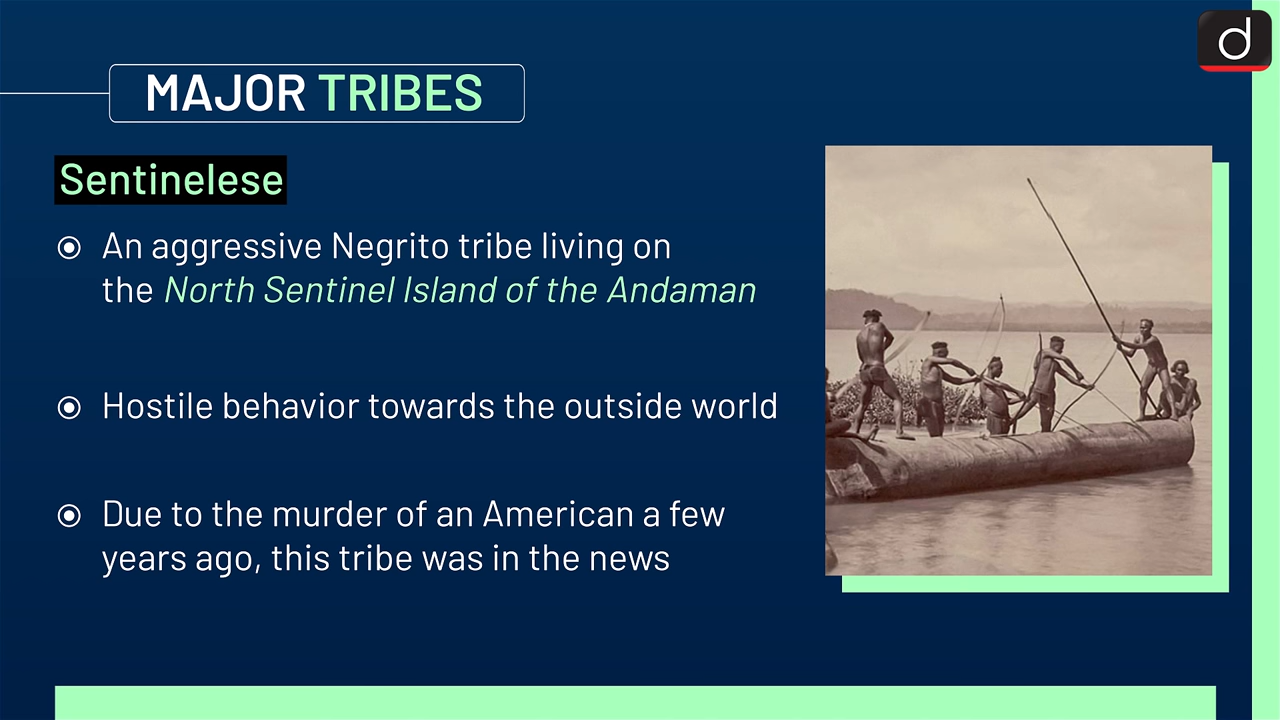 d
MAJOR TRIBES
Sentinelese
An aggressive Negrito tribe living on
the North Sentinel Island of the Andaman
Hostile behavior towards the outside world
Due to the murder of an American a few
years ago, this tribe was in the news